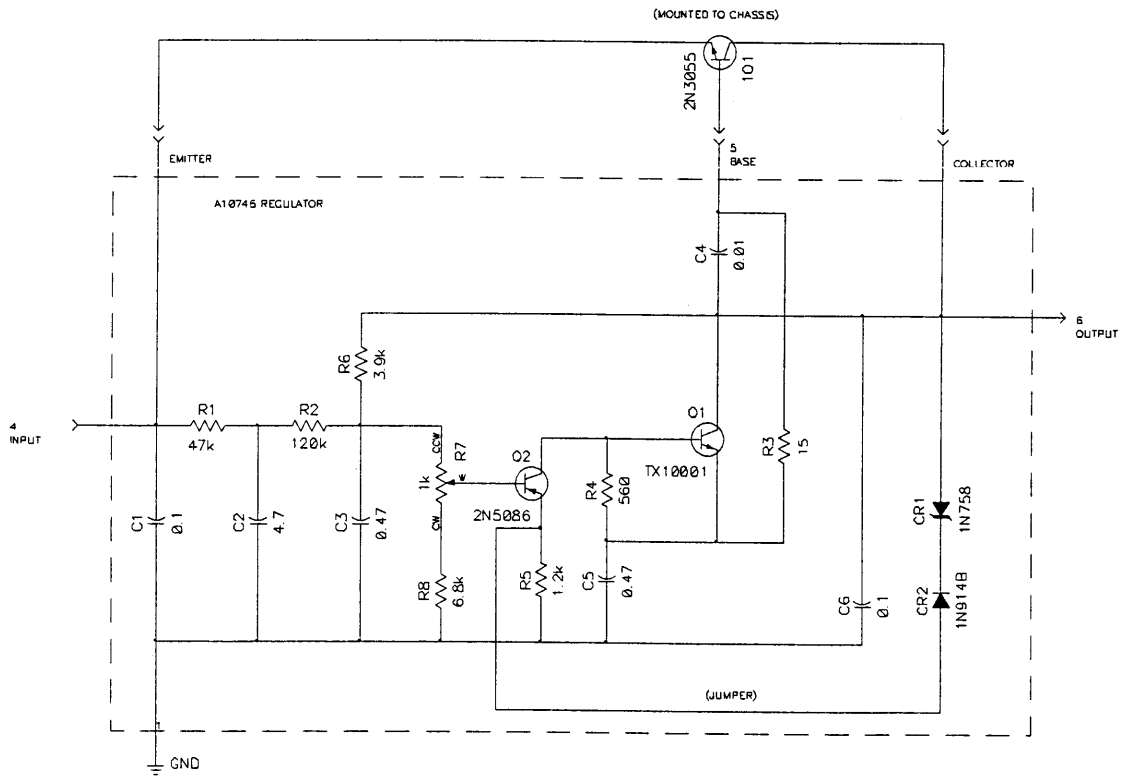 (MOUNTED TO CHASSIS)
2N3055
101
EMITTER
5
BASE
COLLECTOR
A10746 REGULATOR
C4
0.01
6
OUTPUT
R6
3.9k
4
INPUT
R1
47k
R2
120k
CCW
R7
1k
W
CW
Q2
2N5086
Q1
TX10001
R4
560
R3
15
CR1
1N758
C1
0.1
C2
4.7
C3
0.47
R8
6.8k
R5
1.2k
C5
0.47
C6
0.1
CR2
1N914B
(JUMPER)
GND